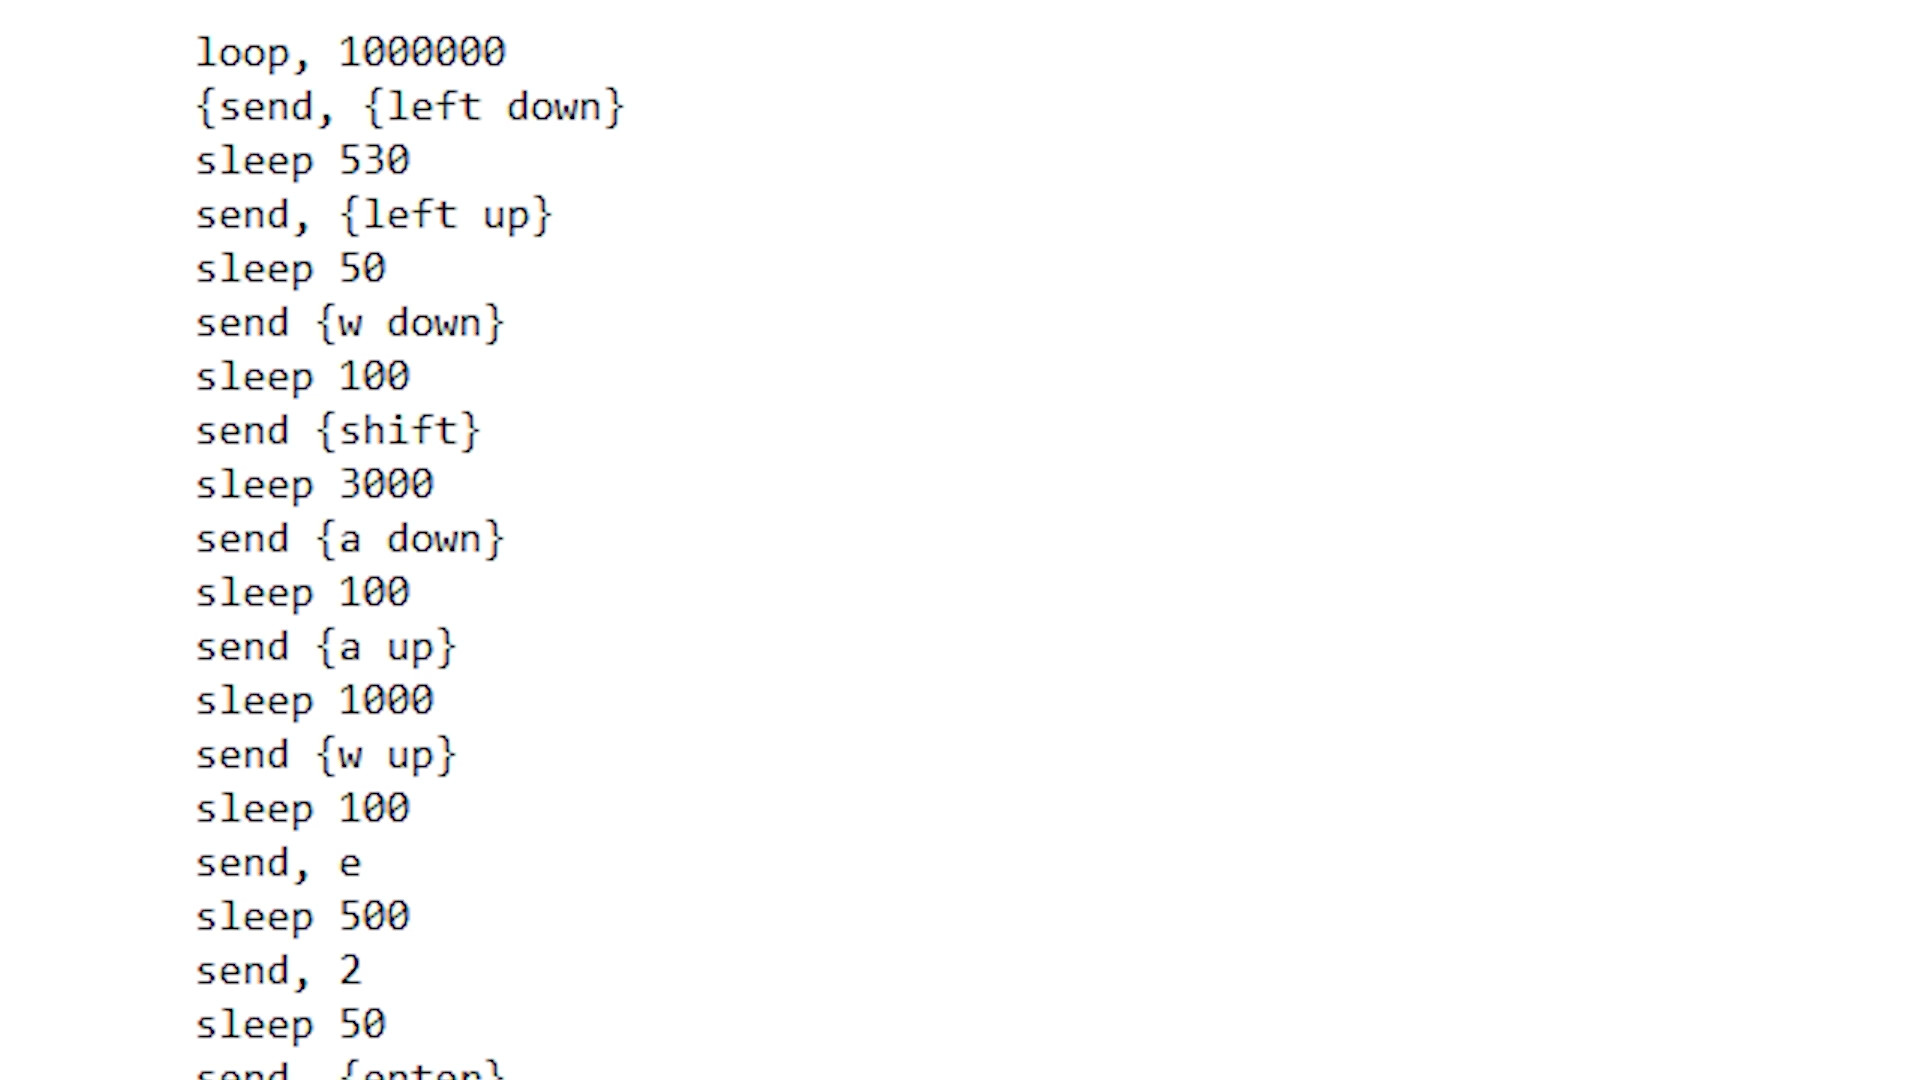 loop, 1000000
{send, {left down}
sleep 530
send, {left up}
sleep 50
send {w down}
sleep 100
send {shift}
sleep 3000
send {a down}
sleep 100
send {a up}
sleep 1000
send {w up}
sleep 100
send, e
sleep 500
send, 2
sleep 50
send, {enter}